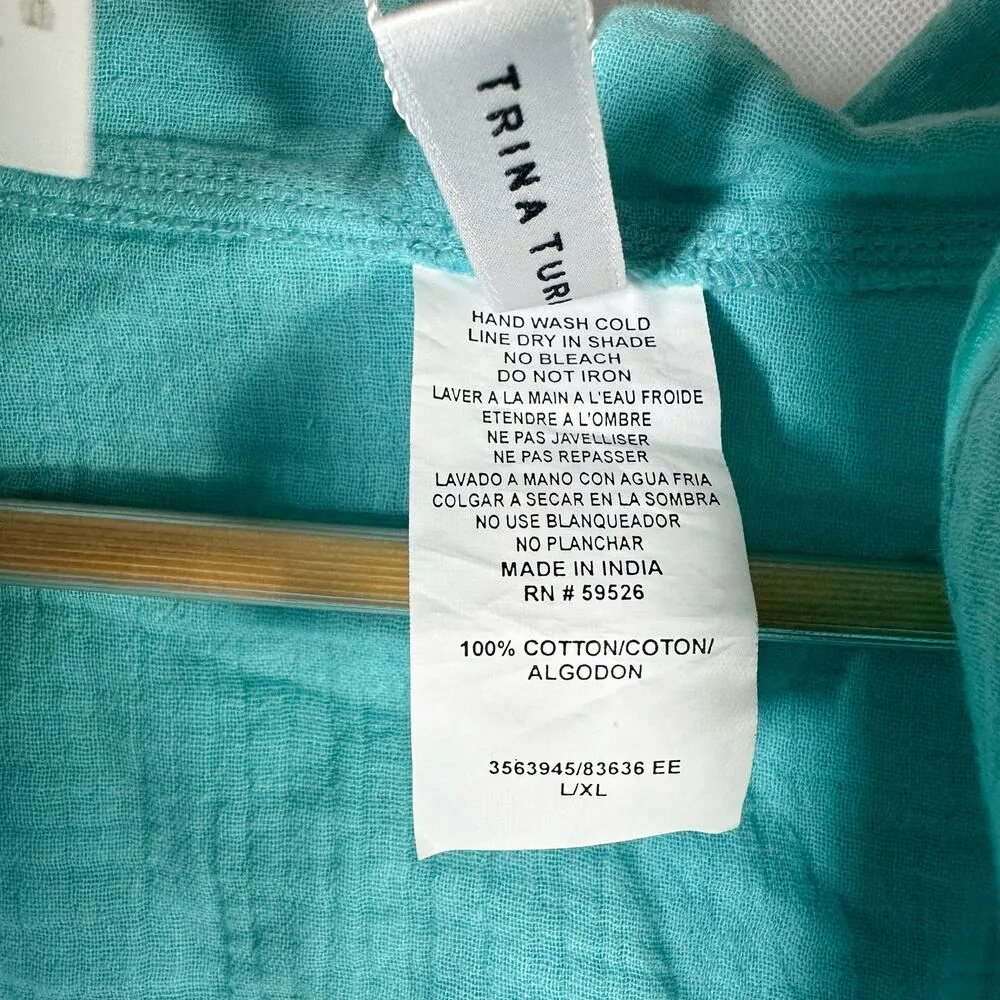 TRINA TUR
HAND WASH COLD
LINE DRY IN SHADE
NO BLEACH
DO NOT IRON
LAVER A LA MAIN A L'EAU FROIDE
ETENDRE A L'OMBRE
NE PAS JAVELLISER
NE PAS REPASSER
LAVADO A MANO CON AGUA FRIA
COLGAR A SECAR EN LA SOMBRA
NO USE BLANQUEADOR
NO PLANCHAR
MADE IN INDIA
RN # 59526
100% COTTON/COTON/
ALGODON
3563945/83636 EE
L/XL